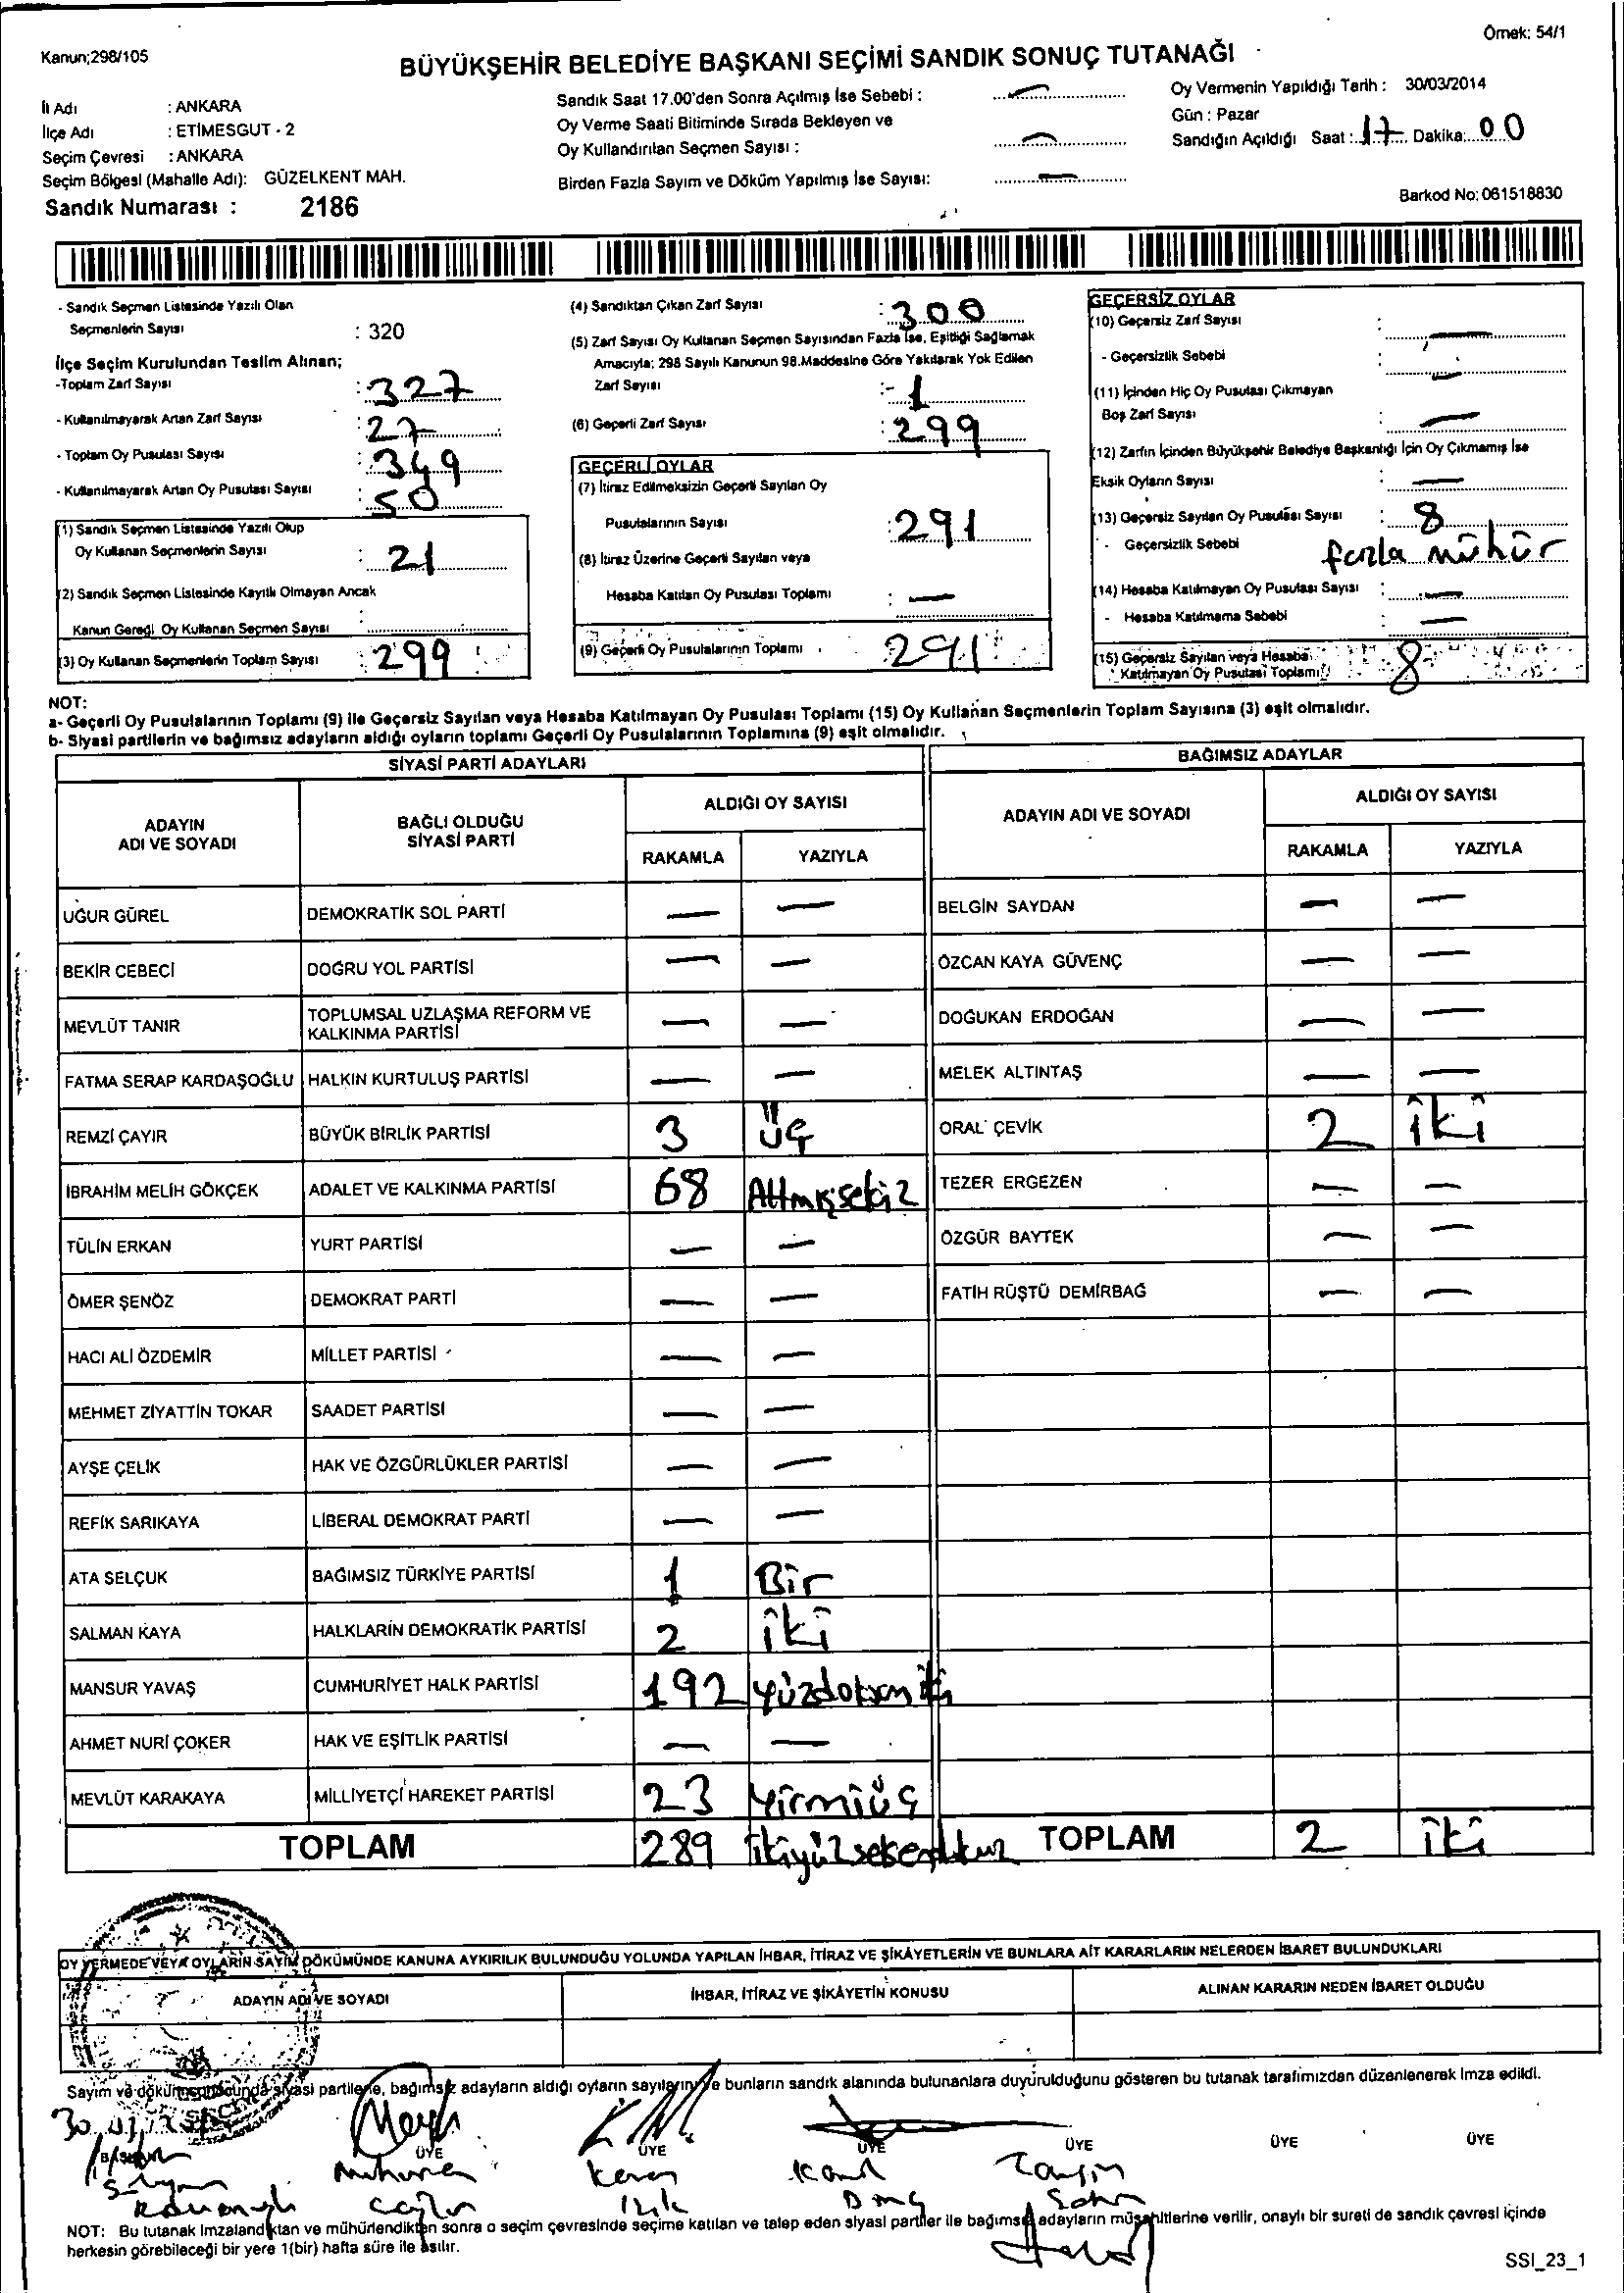 Kanun;298/105
Örnek: 54/1
BÜYÜKŞEHİR BELEDİYE BAŞKANI SEÇİMİ SANDIK SONUÇ TUTANAĞI
İl Adı : ANKARA
İlçe Adı : ETİMESGUT - 2
Seçim Çevresi : ANKARA
Seçim Bölgesi (Mahalle Adı): GÜZELKENT MAH.
Sandık Numarası : 2186
Sandık Saat 17.00'den Sonra Açılmış İse Sebebi : —
Oy Verme Saati Bitiminde Sırada Bekleyen ve
Oy Kullandırılan Seçmen Sayısı : —
Birden Fazla Sayım ve Döküm Yapılmış İse Sayısı: —
Oy Vermenin Yapıldığı Tarih : 30/03/2014
Gün : Pazar
Sandığın Açıldığı Saat : 17 Dakika: 00
Barkod No: 061518830
- Sandık Seçmen Listesinde Yazılı Olan
Seçmenlerin Sayısı : 320
İlçe Seçim Kurulundan Teslim Alınan;
-Toplam Zarf Sayısı : 327
- Kullanılmayarak Artan Zarf Sayısı : 27
- Toplam Oy Pusulası Sayısı : 349
- Kullanılmayarak Artan Oy Pusulası Sayısı : 50
(1) Sandık Seçmen Listesinde Yazılı Olup
Oy Kullanan Seçmenlerin Sayısı : 21
(2) Sandık Seçmen Listesinde Kayıtlı Olmayan Ancak
Kanun Gereği Oy Kullanan Seçmen Sayısı :
(3) Oy Kullanan Seçmenlerin Toplam Sayısı : 299
(4) Sandıktan Çıkan Zarf Sayısı : 300
(5) Zarf Sayısı Oy Kullanan Seçmen Sayısından Fazla İse, Eşitliği Sağlamak
Amacıyla; 298 Sayılı Kanunun 98.Maddesine Göre Yakılarak Yok Edilen
Zarf Sayısı :- 1
(6) Geçerli Zarf Sayısı : 299
GEÇERLİ OYLAR
(7) İtiraz Edilmeksizin Geçerli Sayılan Oy
Pusulalarının Sayısı : 291
(8) İtiraz Üzerine Geçerli Sayılan veya
Hesaba Katılan Oy Pusulası Toplamı : —
(9) Geçerli Oy Pusulalarının Toplamı 291
GEÇERSİZ OYLAR
(10) Geçersiz Zarf Sayısı : —
- Geçersizlik Sebebi : —
(11) İçinden Hiç Oy Pusulası Çıkmayan
Boş Zarf Sayısı : —
(12) Zarfın İçinden Büyükşehir Belediye Başkanlığı İçin Oy Çıkmamış İse
Eksik Oyların Sayısı : —
(13) Geçersiz Sayılan Oy Pusulası Sayısı : 8
- Geçersizlik Sebebi fazla mühür
(14) Hesaba Katılmayan Oy Pusulası Sayısı : —
- Hesaba Katılmama Sebebi —
(15) Geçersiz Sayılan veya Hesaba
Katılmayan Oy Pusulası Toplamı 8
NOT:
a- Geçerli Oy Pusulalarının Toplamı (9) ile Geçersiz Sayılan veya Hesaba Katılmayan Oy Pusulası Toplamı (15) Oy Kullanan Seçmenlerin Toplam Sayısına (3) eşit olmalıdır.
b- Siyasi partilerin ve bağımsız adayların aldığı oyların toplamı Geçerli Oy Pusulalarının Toplamına (9) eşit olmalıdır.
SİYASİ PARTİ ADAYLARI
ADAYIN ADI VE SOYADI
BAĞLI OLDUĞU SİYASİ PARTİ
ALDIĞI OY SAYISI
RAKAMLA YAZIYLA
UĞUR GÜREL DEMOKRATİK SOL PARTİ — —
BEKİR CEBECİ DOĞRU YOL PARTİSİ — —
MEVLÜT TANIR TOPLUMSAL UZLAŞMA REFORM VE KALKINMA PARTİSİ — —
FATMA SERAP KARDAŞOĞLU HALKIN KURTULUŞ PARTİSİ — —
REMZİ ÇAYIR BÜYÜK BİRLİK PARTİSİ 3 Üç
İBRAHİM MELİH GÖKÇEK ADALET VE KALKINMA PARTİSİ 68 Altmışsekiz
TÜLİN ERKAN YURT PARTİSİ — —
ÖMER ŞENÖZ DEMOKRAT PARTİ — —
HACI ALİ ÖZDEMİR MİLLET PARTİSİ — —
MEHMET ZİYATTİN TOKAR SAADET PARTİSİ — —
AYŞE ÇELİK HAK VE ÖZGÜRLÜKLER PARTİSİ — —
REFİK SARIKAYA LİBERAL DEMOKRAT PARTİ — —
ATA SELÇUK BAĞIMSIZ TÜRKİYE PARTİSİ 1 Bir
SALMAN KAYA HALKLARIN DEMOKRATİK PARTİSİ 2 iki
MANSUR YAVAŞ CUMHURİYET HALK PARTİSİ 192 yüzdoksan iki
AHMET NURİ ÇOKER HAK VE EŞİTLİK PARTİSİ — —
MEVLÜT KARAKAYA MİLLİYETÇİ HAREKET PARTİSİ 23 Yirmiüç
TOPLAM 289 İkiyüzseksendokuz
BAĞIMSIZ ADAYLAR
ADAYIN ADI VE SOYADI
ALDIĞI OY SAYISI
RAKAMLA YAZIYLA
BELGİN SAYDAN — —
ÖZCAN KAYA GÜVENÇ — —
DOĞUKAN ERDOĞAN — —
MELEK ALTINTAŞ — —
ORAL ÇEVİK 2 iki
TEZER ERGEZEN — —
ÖZGÜR BAYTEK — —
FATİH RÜŞTÜ DEMİRBAĞ — —
TOPLAM 2 iki
OY VERMEDE VEYA OYLARIN SAYIM DÖKÜMÜNDE KANUNA AYKIRILIK BULUNDUĞU YOLUNDA YAPILAN İHBAR, İTİRAZ VE ŞİKÂYETLERİN VE BUNLARA AİT KARARLARIN NELERDEN İBARET BULUNDUKLARI
ADAYIN ADI VE SOYADI
İHBAR, İTİRAZ VE ŞİKÂYETİN KONUSU
ALINAN KARARIN NEDEN İBARET OLDUĞU
Sayım ve döküm sonucunda siyasi partilerle, bağımsız adayların aldığı oyların sayılarını ve bunların sandık alanında bulunanlara duyurulduğunu gösteren bu tutanak tarafımızdan düzenlenerek imza edildi.
BAŞKAN ÜYE ÜYE ÜYE ÜYE ÜYE ÜYE
Kerem
Işık
NOT: Bu tutanak imzalandıktan ve mühürlendikten sonra o seçim çevresinde seçime katılan ve talep eden siyasi partiler ile bağımsız adayların müşahitlerine verilir, onaylı bir sureti de sandık çevresi içinde
herkesin görebileceği bir yere 1(bir) hafta süre ile asılır.
SSI_23_1